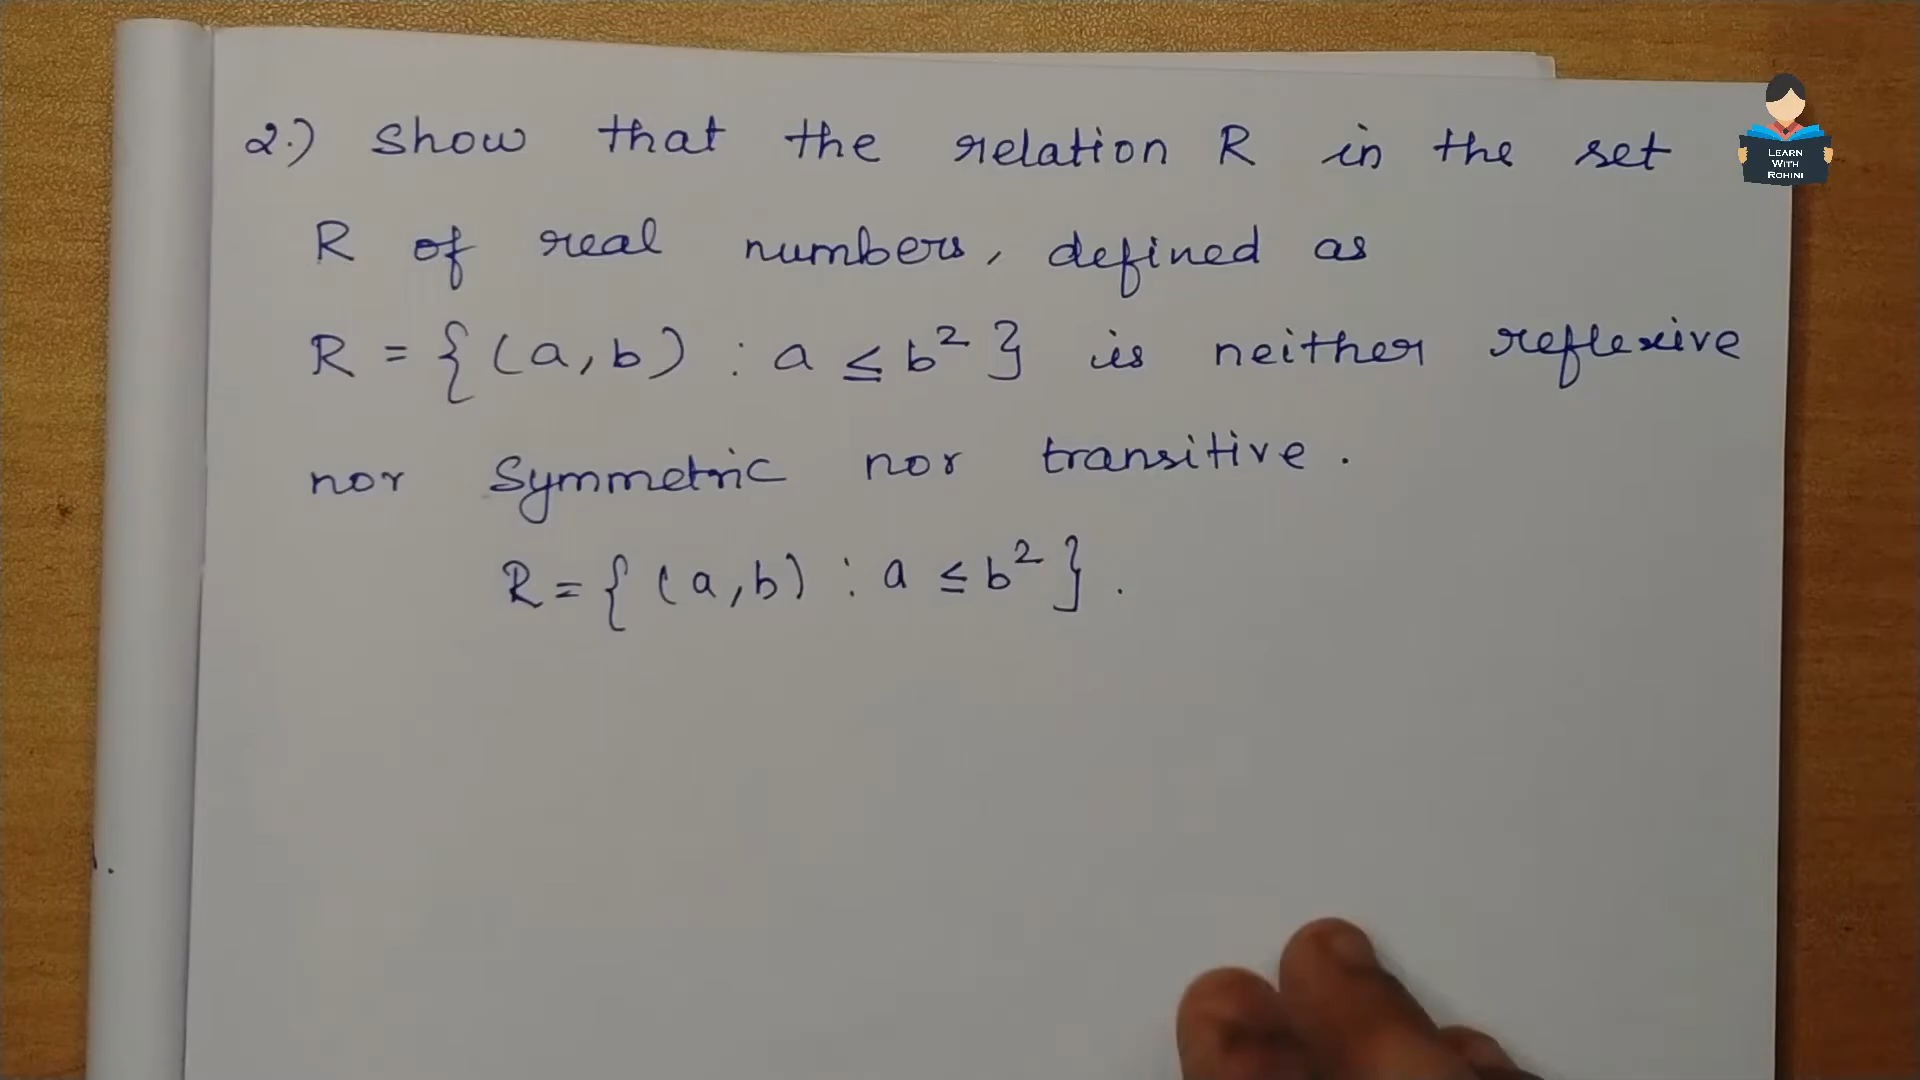 2.) Show that the relation R in the set
R of real numbers, defined as
R = { (a, b) : a ≤ b² } is neither reflexive
nor Symmetric nor transitive.
R = { (a, b) : a ≤ b² } .
LEARN
WITH
ROHINI